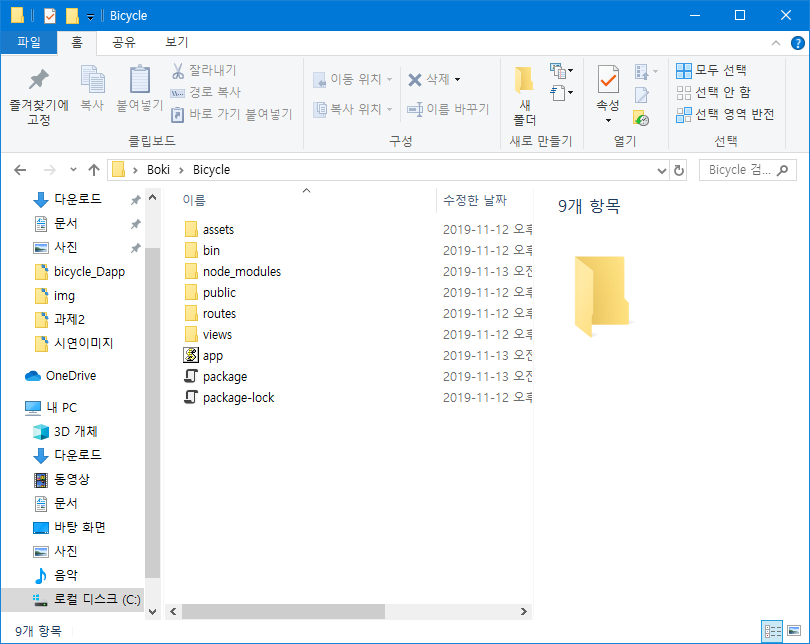 Bicycle
파일 홈 공유 보기
즐겨찾기에 고정
복사
붙여넣기
잘라내기
경로 복사
바로 가기 붙여넣기
클립보드
이동 위치
복사 위치
삭제
이름 바꾸기
구성
새 폴더
새로 만들기
속성
열기
모두 선택
선택 안 함
선택 영역 반전
선택
Boki › Bicycle
Bicycle 검...
다운로드
문서
사진
bicycle_Dapp
img
과제2
시연이미지
OneDrive
내 PC
3D 개체
다운로드
동영상
문서
바탕 화면
사진
음악
로컬 디스크 (C:)
이름 수정한 날짜
assets 2019-11-12 오후
bin 2019-11-12 오후
node_modules 2019-11-13 오전
public 2019-11-12 오후
routes 2019-11-12 오후
views 2019-11-12 오후
app 2019-11-13 오전
package 2019-11-13 오전
package-lock 2019-11-12 오후
9개 항목
9개 항목